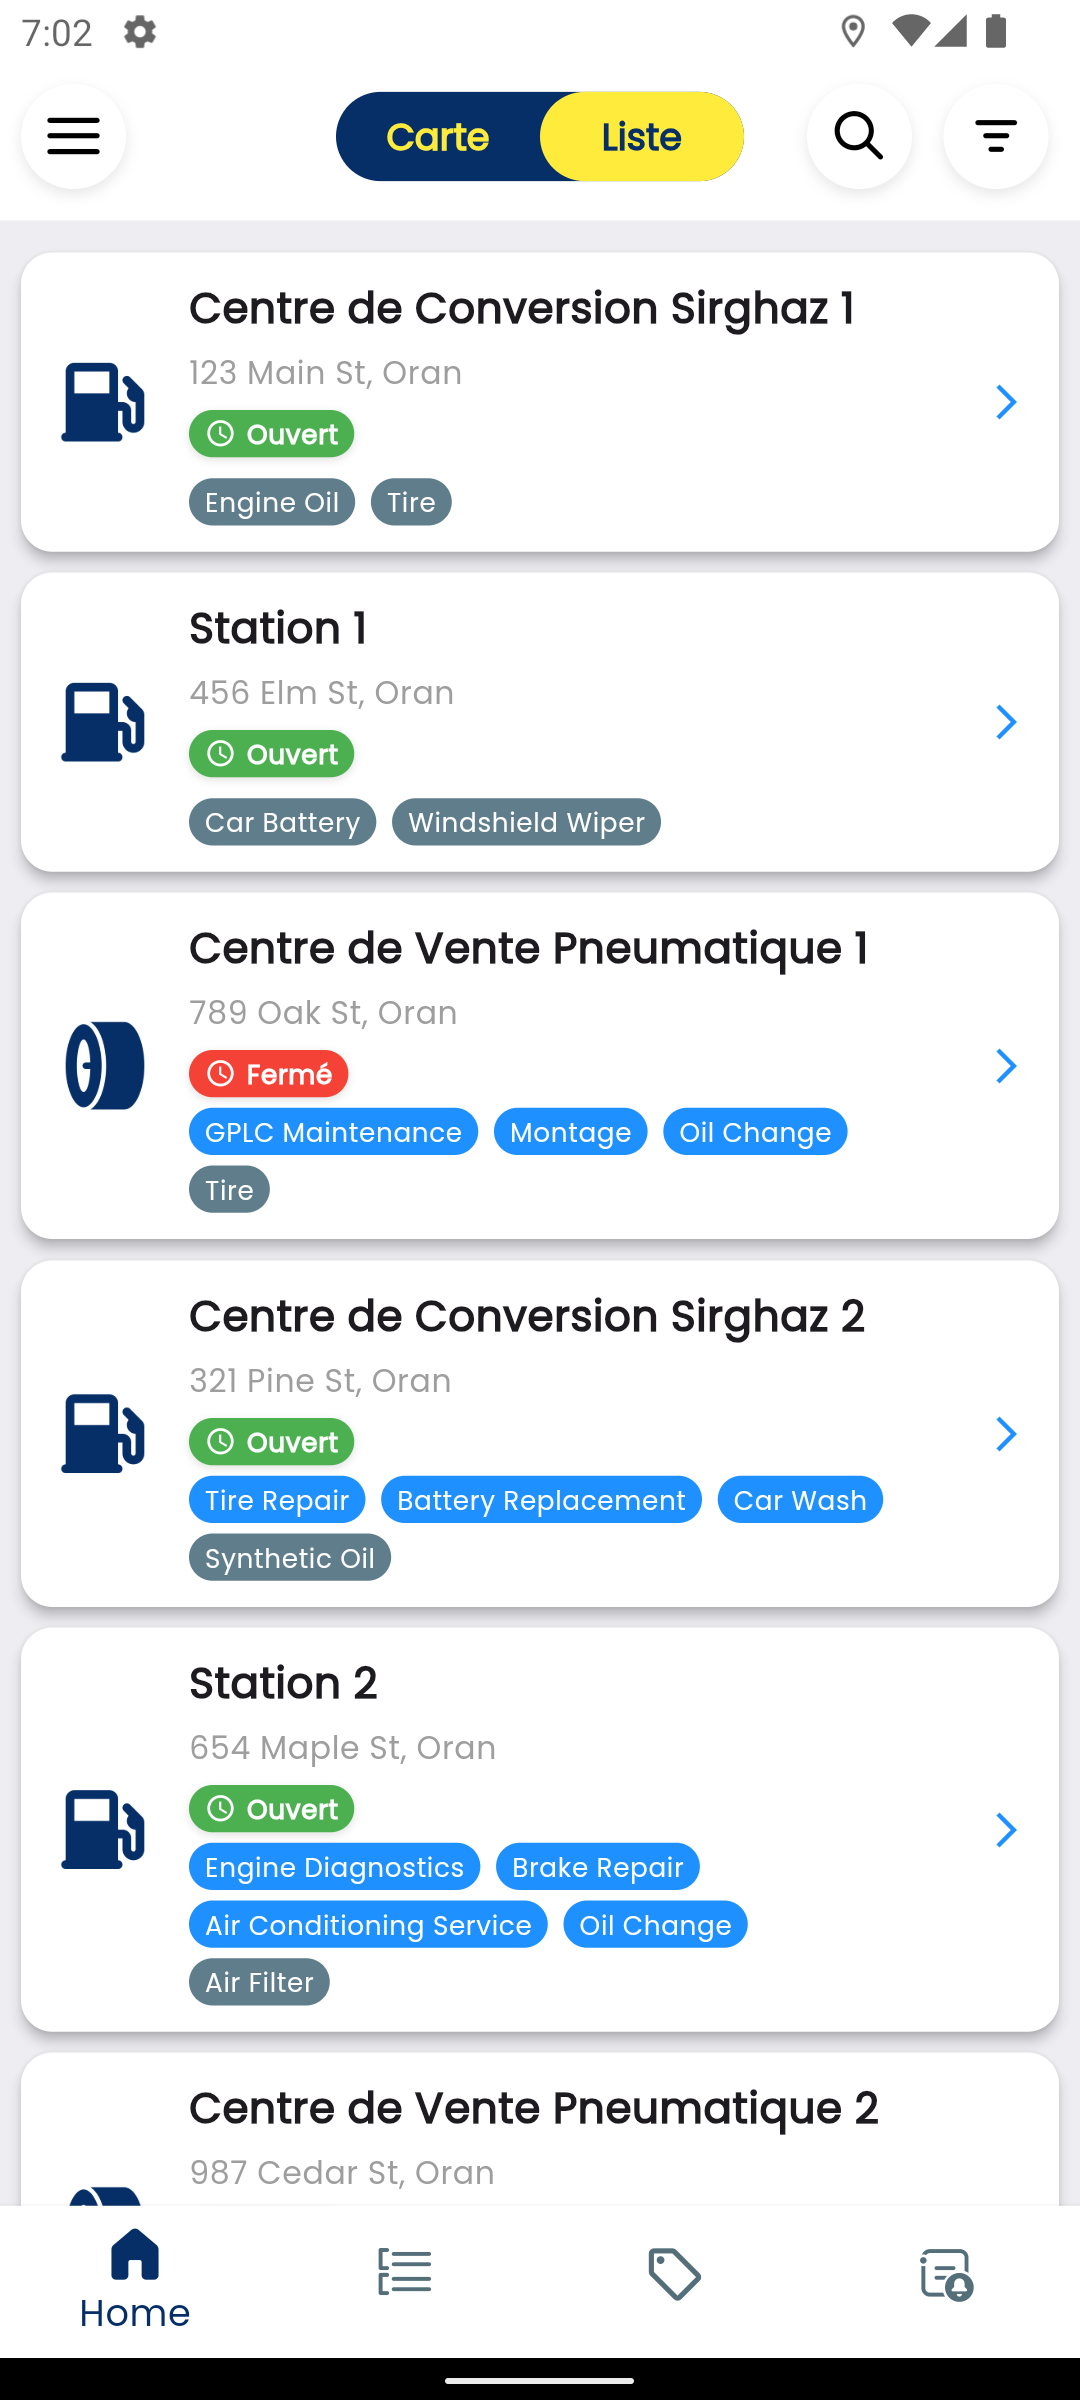 7:02
Carte Liste
Centre de Conversion Sirghaz 1
123 Main St, Oran
Ouvert
Engine Oil Tire
Station 1
456 Elm St, Oran
Ouvert
Car Battery Windshield Wiper
Centre de Vente Pneumatique 1
789 Oak St, Oran
Fermé
GPLC Maintenance Montage Oil Change
Tire
Centre de Conversion Sirghaz 2
321 Pine St, Oran
Ouvert
Tire Repair Battery Replacement Car Wash
Synthetic Oil
Station 2
654 Maple St, Oran
Ouvert
Engine Diagnostics Brake Repair
Air Conditioning Service Oil Change
Air Filter
Centre de Vente Pneumatique 2
987 Cedar St, Oran
Home